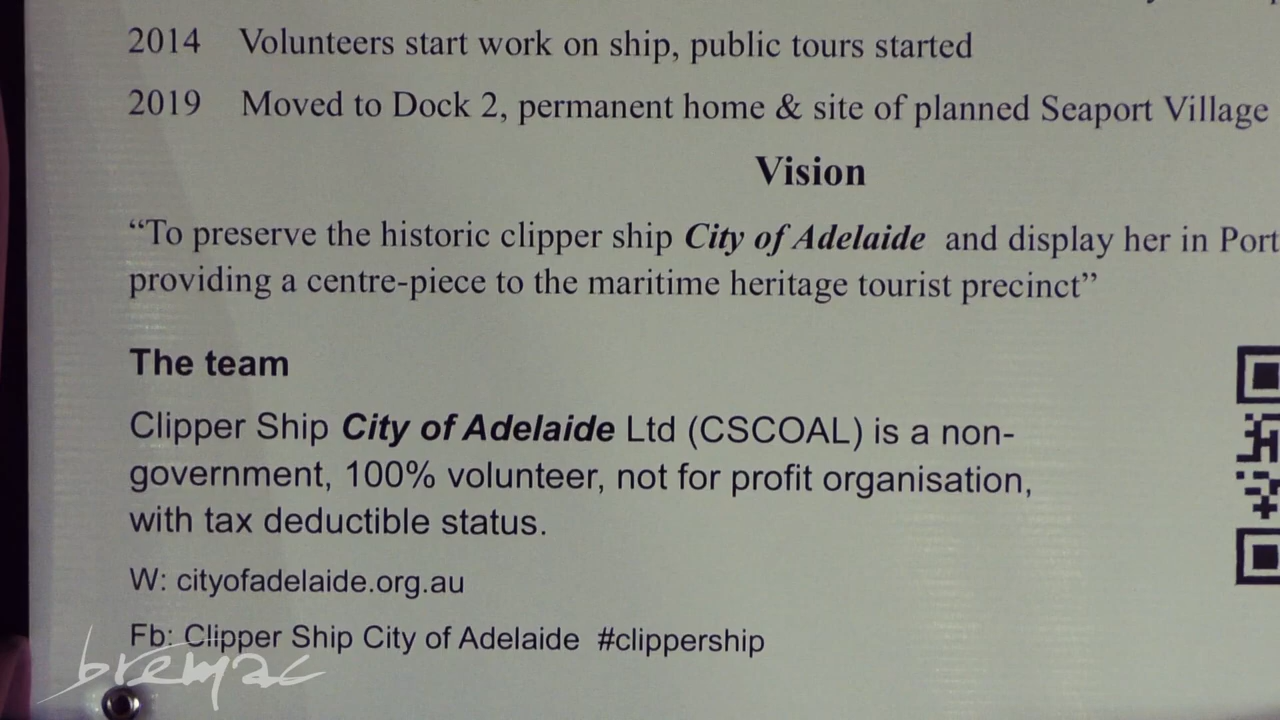 2014 Volunteers start work on ship, public tours started
2019 Moved to Dock 2, permanent home & site of planned Seaport Village
Vision
“To preserve the historic clipper ship City of Adelaide and display her in Port
providing a centre-piece to the maritime heritage tourist precinct”
The team
Clipper Ship City of Adelaide Ltd (CSCOAL) is a non-
government, 100% volunteer, not for profit organisation,
with tax deductible status.
W: cityofadelaide.org.au
Fb: Clipper Ship City of Adelaide #clippership
bremac